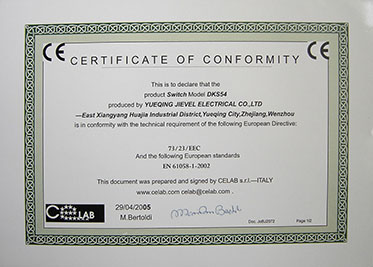 CE CERTIFICATE OF CONFORMITY CE
This is to declare that the
product Switch Model DKS54
produced by YUEQING JIEVEL ELECTRICAL CO.,LTD
—East Xiangyang Huajia Industrial District,Yueqing City,Zhejiang,Wenzhou
is in conformity with the technical requirement of the following European Directive:
73/23/EEC
And the following European standards
EN 61058-1-2002
This document was prepared and signed by CELAB s.r.l.—ITALY
www.celab.com celab@celab.com .
CELAB
29/04/2005
M.Bertoldi
Page 1/2